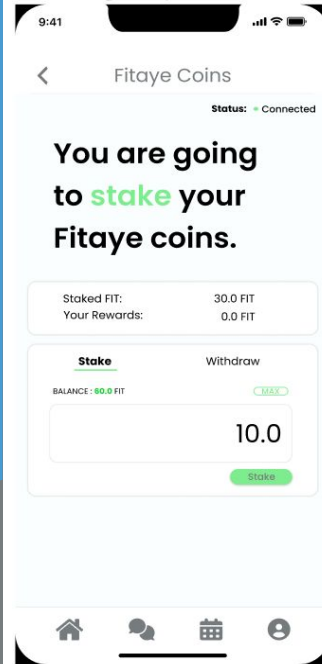 9:41
Fitaye Coins
Status: Connected
You are going
to stake your
Fitaye coins.
Staked FIT: 30.0 FIT
Your Rewards: 0.0 FIT
Stake Withdraw
BALANCE : 60.0 FIT MAX
10.0
Stake